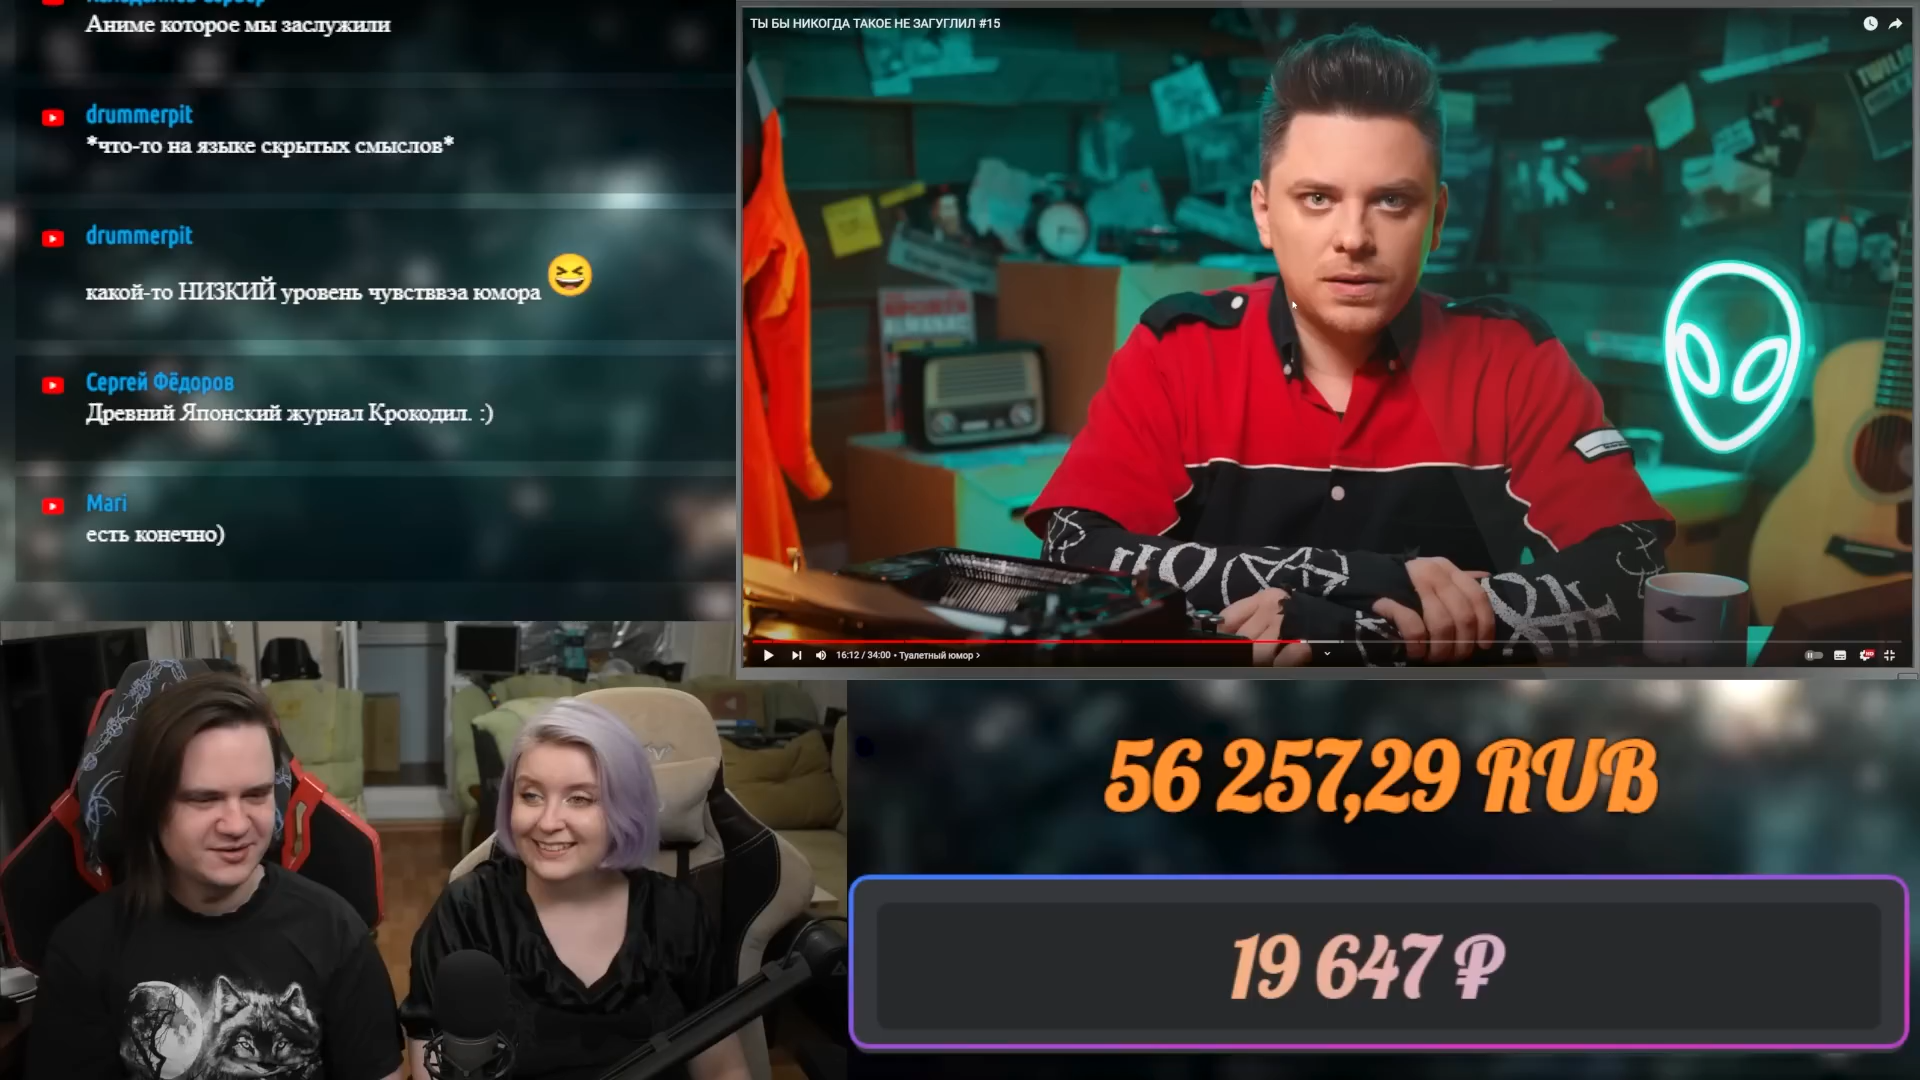 Аниме которое мы заслужили
drummerpit
*что-то на языке скрытых смыслов*
drummerpit
какой-то НИЗКИЙ уровень чувстввэа юмора
Сергей Фёдоров
Древний Японский журнал Крокодил. :)
Mari
есть конечно)
ТЫ БЫ НИКОГДА ТАКОЕ НЕ ЗАГУГЛИЛ #15
ALMANAC
16:12 / 34:00 • Туалетный юмор >
56 257,29 RUB
19 647 ₽